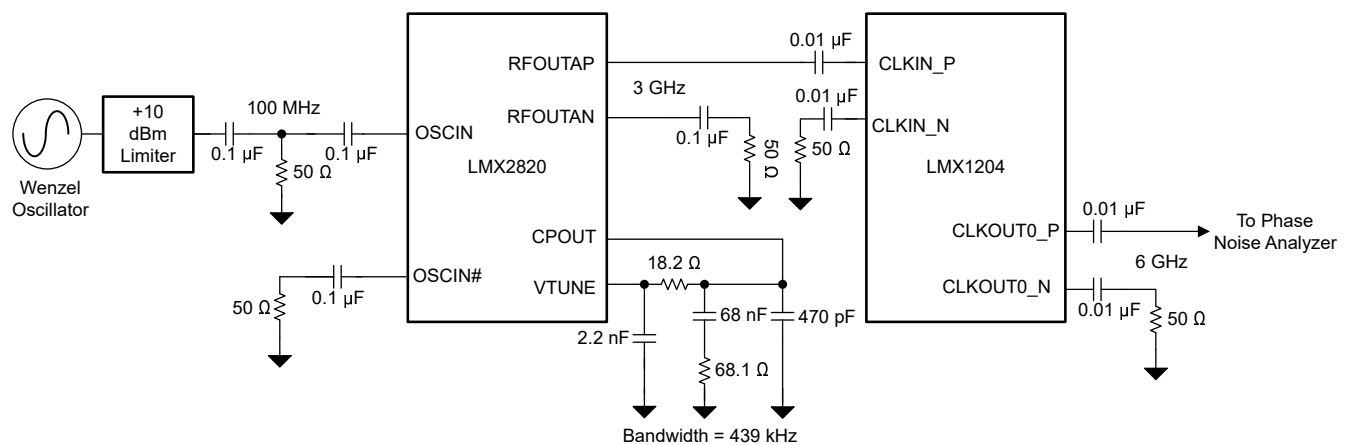 +10
dBm
Limiter
Wenzel
Oscillator
100 MHz
0.1 µF
0.1 µF
50 Ω
50 Ω
0.1 µF
OSCIN
OSCIN#
LMX2820
RFOUTAP
RFOUTAN
CPOUT
VTUNE
3 GHz
0.1 µF
50 Ω
18.2 Ω
2.2 nF
68 nF
470 pF
68.1 Ω
Bandwidth = 439 kHz
0.01 µF
0.01 µF
50 Ω
CLKIN_P
CLKIN_N
LMX1204
CLKOUT0_P
CLKOUT0_N
0.01 µF
6 GHz
0.01 µF
50 Ω
To Phase
Noise Analyzer